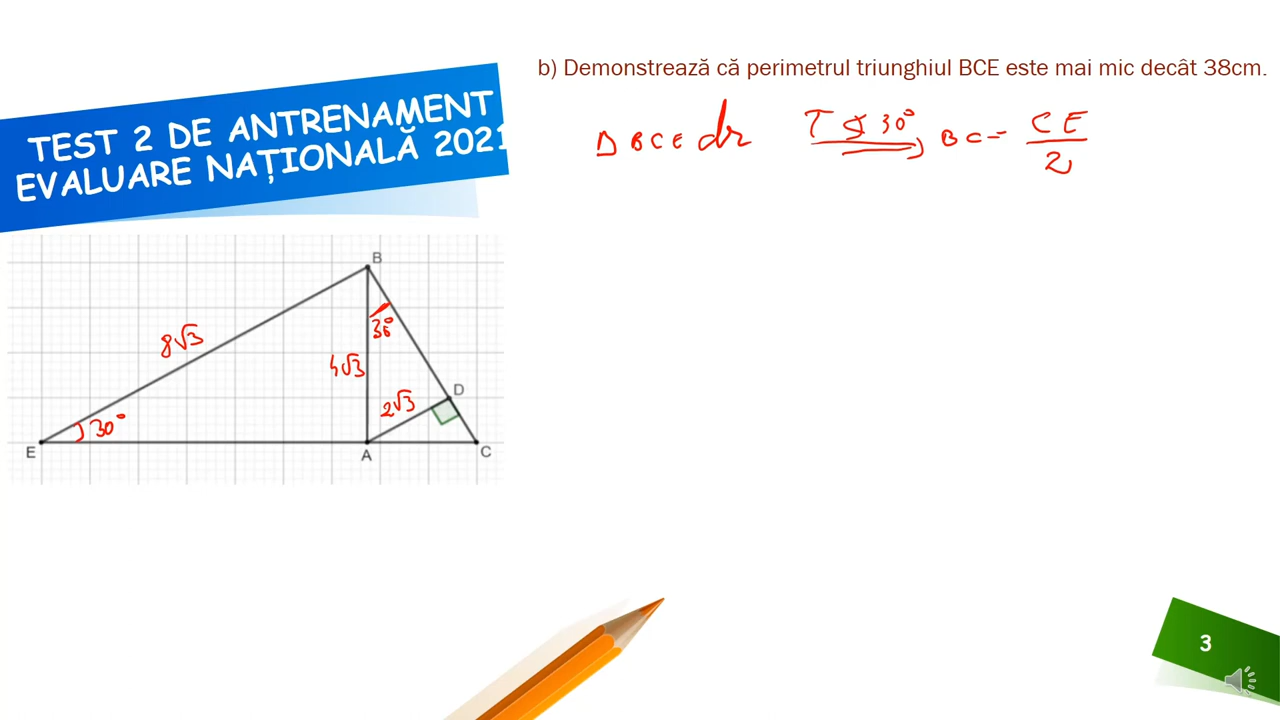 b) Demonstrează că perimetrul triunghiul BCE este mai mic decât 38cm.
TEST 2 DE ANTRENAMENT
EVALUARE NAȚIONALĂ 2021
Δ BCE dr T∢30° ⇒ BC = CE/2
B
8√3
30°
4√3
2√3
D
30°
E
A
C
3